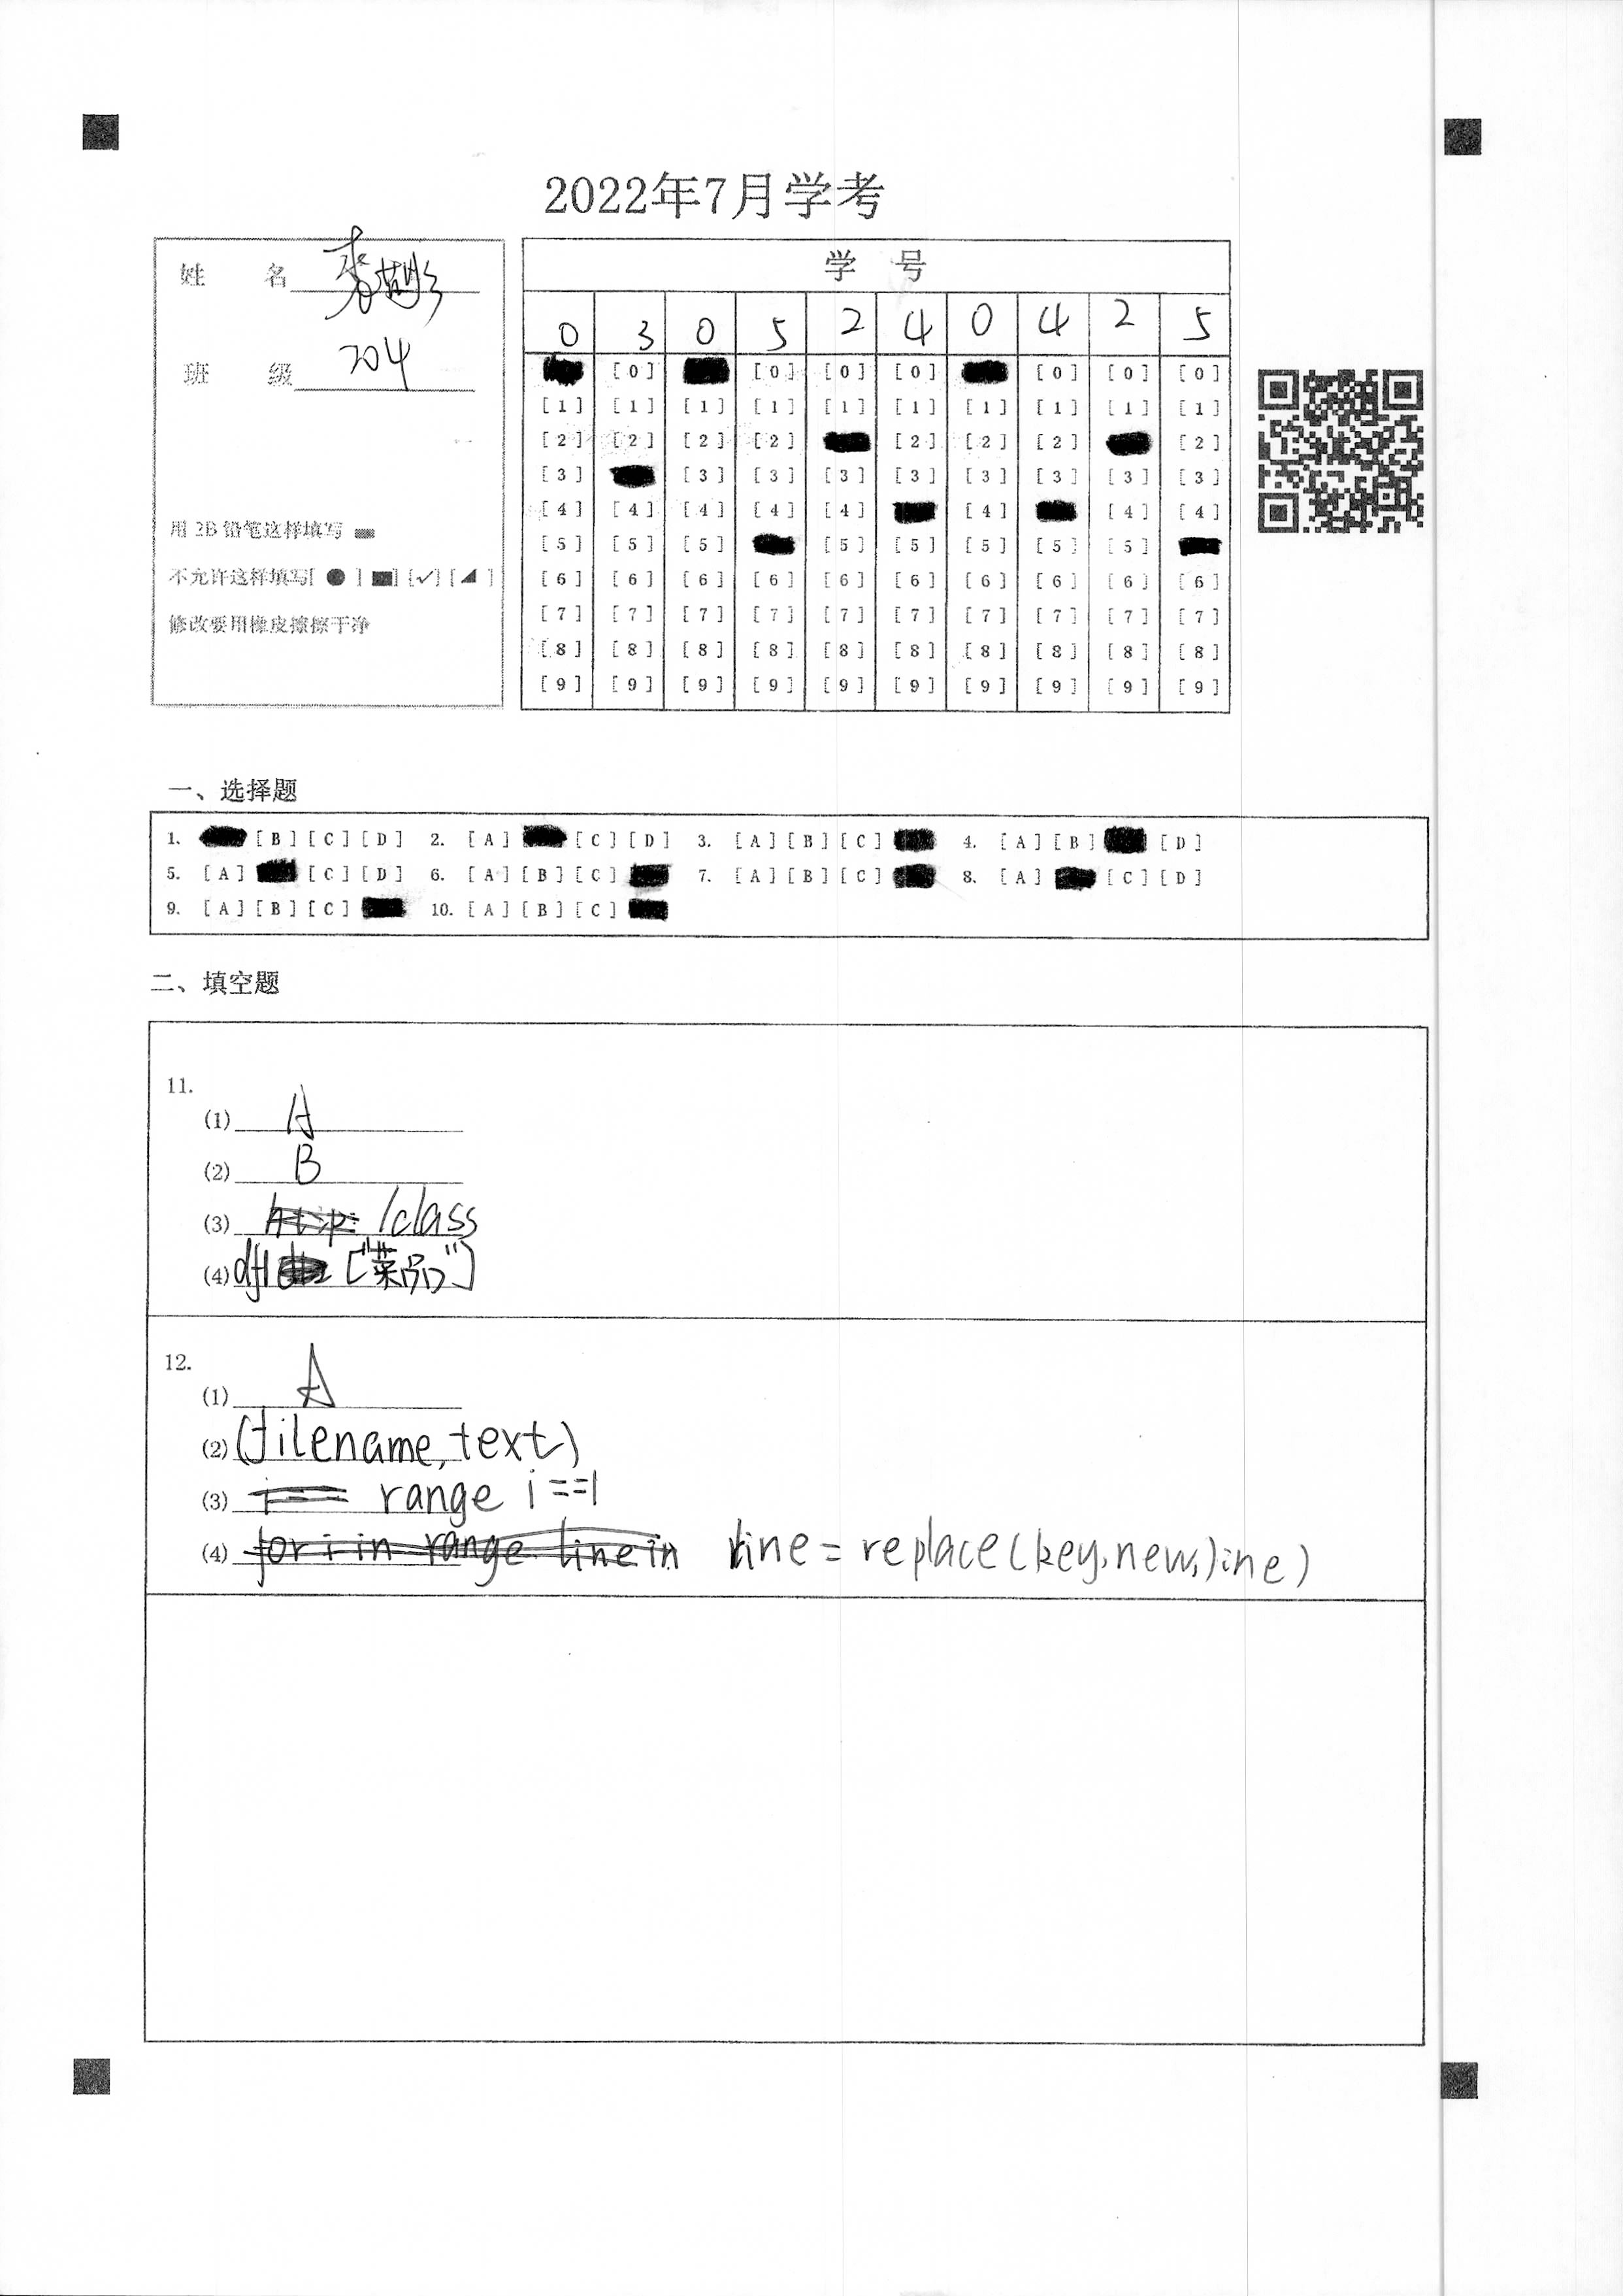 2022年7月学考
姓 名
班 级 204
用 2B 铅笔这样填写
不允许这样填写[ ● ] ■] [✓] [◢ ]
修改要用橡皮擦擦干净
学 号
0 3 0 5 2 4 0 4 2 5
[0] [0] [0] [0] [0] [0] [0]
[1] [1] [1] [1] [1] [1] [1] [1] [1] [1]
[2] [2] [2] [2] [2] [2] [2] [2]
[3] [3] [3] [3] [3] [3] [3] [3] [3]
[4] [4] [4] [4] [4] [4] [4] [4]
[5] [5] [5] [5] [5] [5] [5] [5]
[6] [6] [6] [6] [6] [6] [6] [6] [6] [6]
[7] [7] [7] [7] [7] [7] [7] [7] [7] [7]
[8] [8] [8] [8] [8] [8] [8] [8] [8] [8]
[9] [9] [9] [9] [9] [9] [9] [9] [9] [9]
一、选择题
1. [B] [C] [D] 2. [A] [C] [D] 3. [A] [B] [C] 4. [A] [B] [D]
5. [A] [C] [D] 6. [A] [B] [C] 7. [A] [B] [C] 8. [A] [C] [D]
9. [A] [B] [C] 10. [A] [B] [C]
二、填空题
11.
(1) A
(2) B
(3) /class
(4) df1 ["菜品"]
12.
(1) A
(2) (filename, text)
(3) range i==1
(4) for i in range line in line = replace(key,new,line)